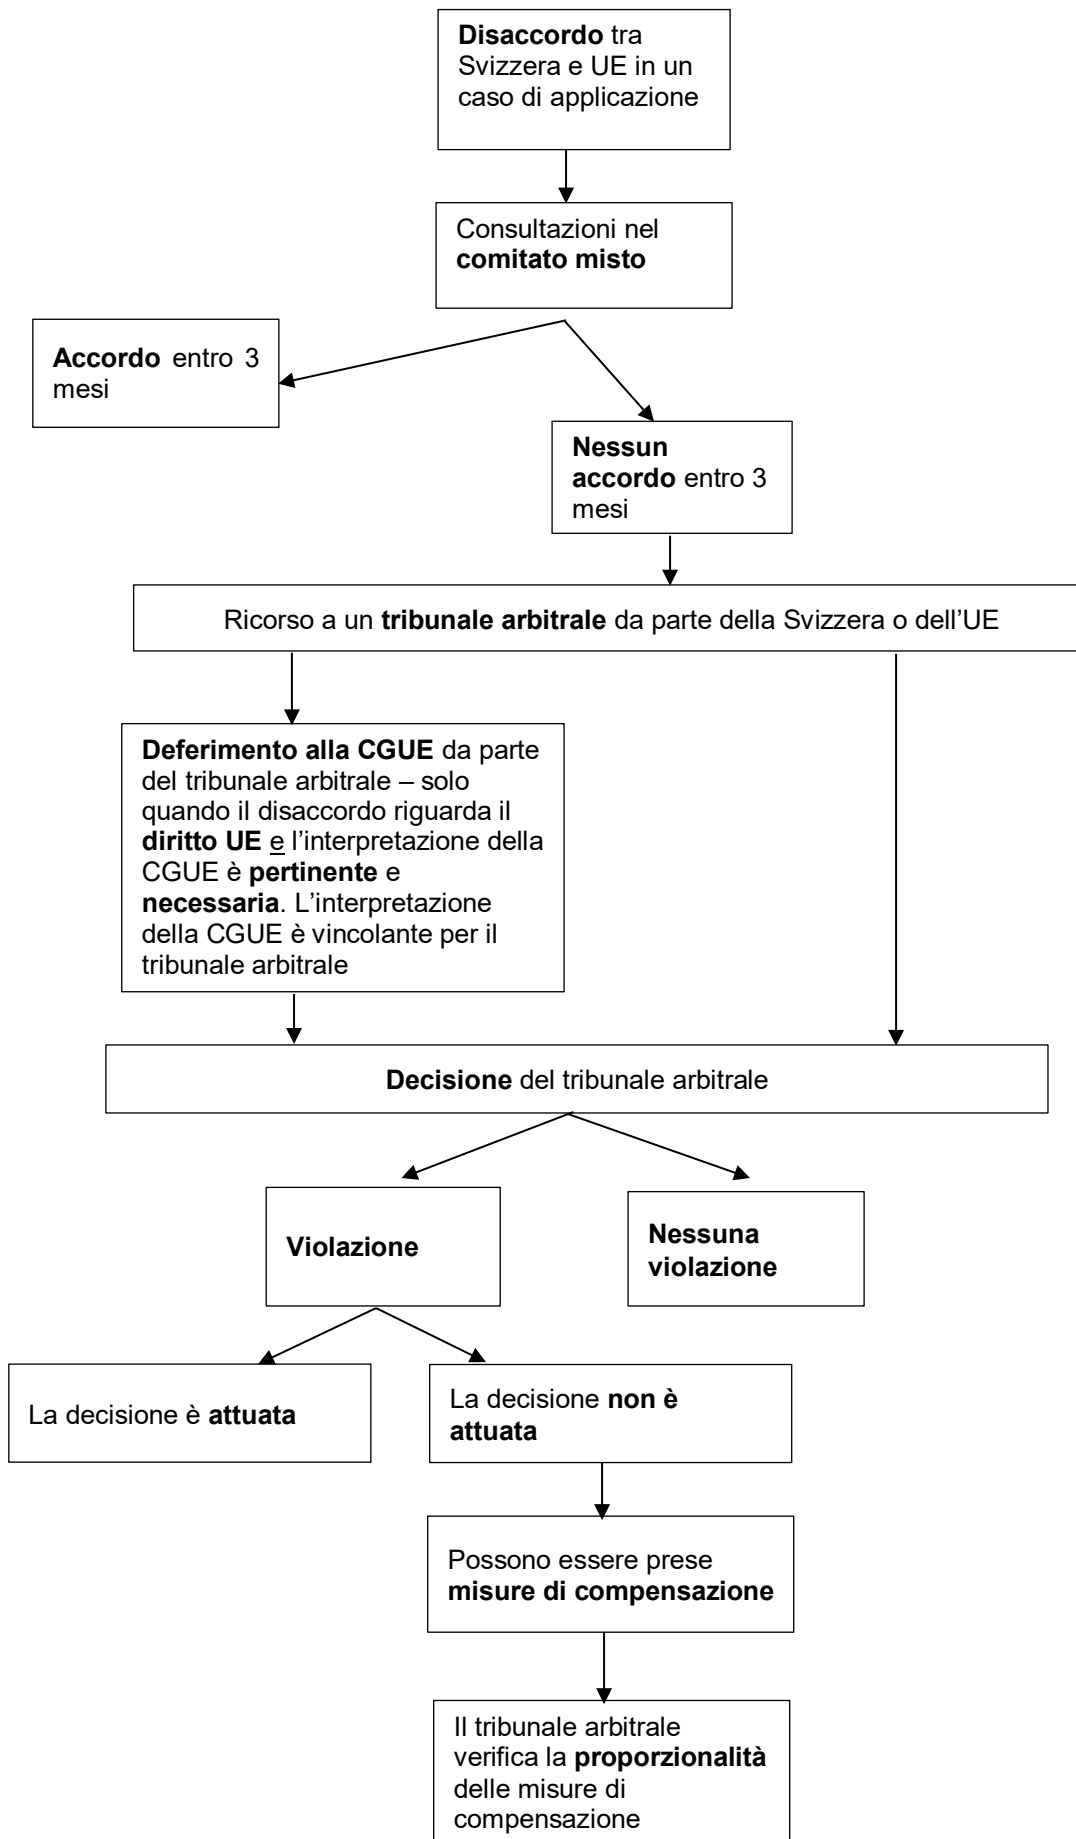 Disaccordo tra
Svizzera e UE in un
caso di applicazione
Consultazioni nel
comitato misto
Accordo entro 3
mesi
Nessun
accordo entro 3
mesi
Ricorso a un tribunale arbitrale da parte della Svizzera o dell’UE
Deferimento alla CGUE da parte
del tribunale arbitrale – solo
quando il disaccordo riguarda il
diritto UE e l’interpretazione della
CGUE è pertinente e
necessaria. L’interpretazione
della CGUE è vincolante per il
tribunale arbitrale
Decisione del tribunale arbitrale
Violazione
Nessuna
violazione
La decisione è attuata
La decisione non è
attuata
Possono essere prese
misure di compensazione
Il tribunale arbitrale
verifica la proporzionalità
delle misure di
compensazione